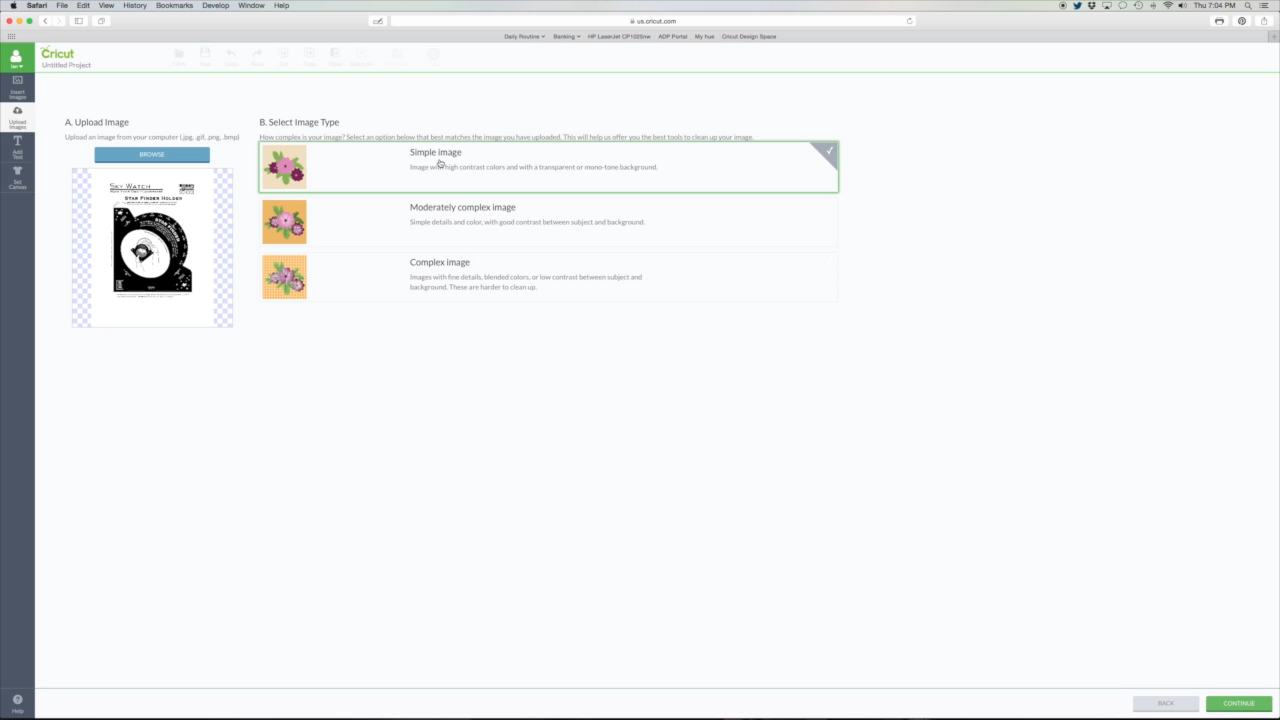 Safari File Edit View History Bookmarks Develop Window Help
Thu 7:04 PM
us.cricut.com
Daily Routine Banking HP LaserJet CP1025nw ADP Portal My hue Cricut Design Space
Cricut
Untitled Project
Ian
Insert Images
Upload Images
Add Text
Set Canvas
Help
A. Upload Image
Upload an image from your computer (.jpg, .gif, .png, .bmp)
BROWSE
SKY WATCH
STAR FINDER HOLDER
STAR FINDER
B. Select Image Type
How complex is your image? Select an option below that best matches the image you have uploaded. This will help us offer you the best tools to clean up your image.
Simple image
Image with high contrast colors and with a transparent or mono-tone background.
Moderately complex image
Simple details and color, with good contrast between subject and background.
Complex image
Images with fine details, blended colors, or low contrast between subject and
background. These are harder to clean up.
BACK
CONTINUE